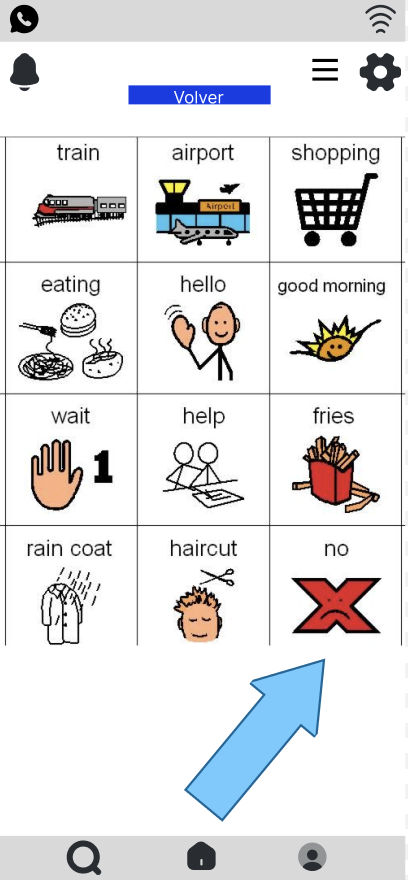 Volver
train airport shopping
Airport
eating hello good morning
wait help fries
1
rain coat haircut no